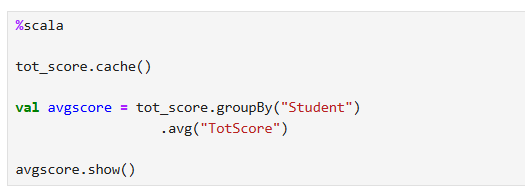 %scala
tot_score.cache()
val avgscore = tot_score.groupBy("Student")
.avg("TotScore")
avgscore.show()